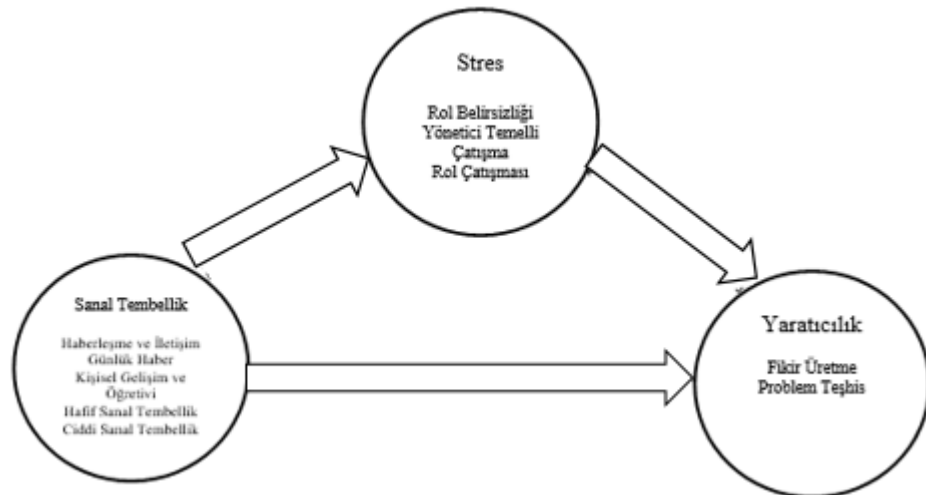 Stres
Rol Belirsizliği
Yönetici Temelli
Çatışma
Rol Çatışması
Sanal Tembellik
Haberleşme ve İletişim
Günlük Haber
Kişisel Gelişim ve
Öğretivi
Hafif Sanal Tembellik
Ciddi Sanal Tembellik
Yaratıcılık
Fikir Üretme
Problem Teşhis